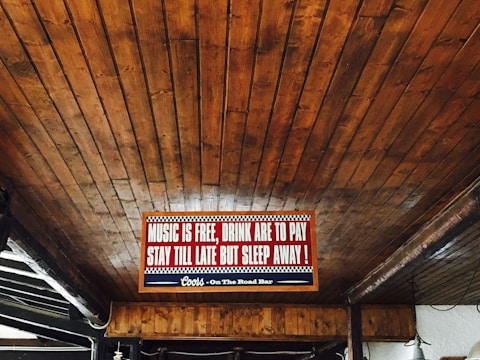 MUSIC IS FREE, DRINK ARE TO PAY
STAY TILL LATE BUT SLEEP AWAY !
Coors - On The Road Bar